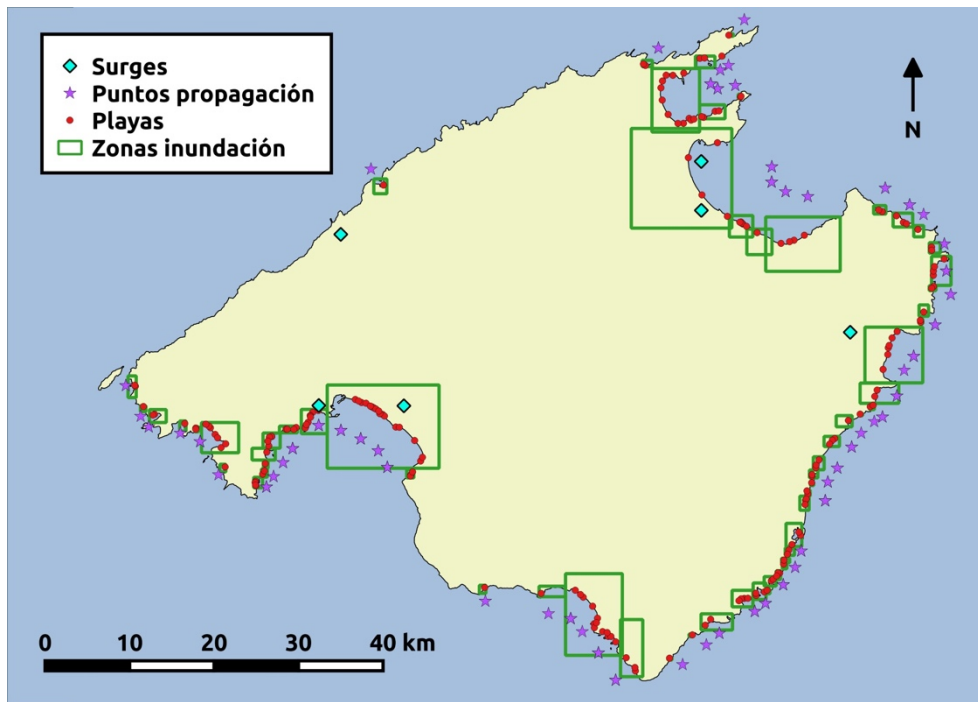 Surges
Puntos propagación
Playas
Zonas inundación
N
0 10 20 30 40 km